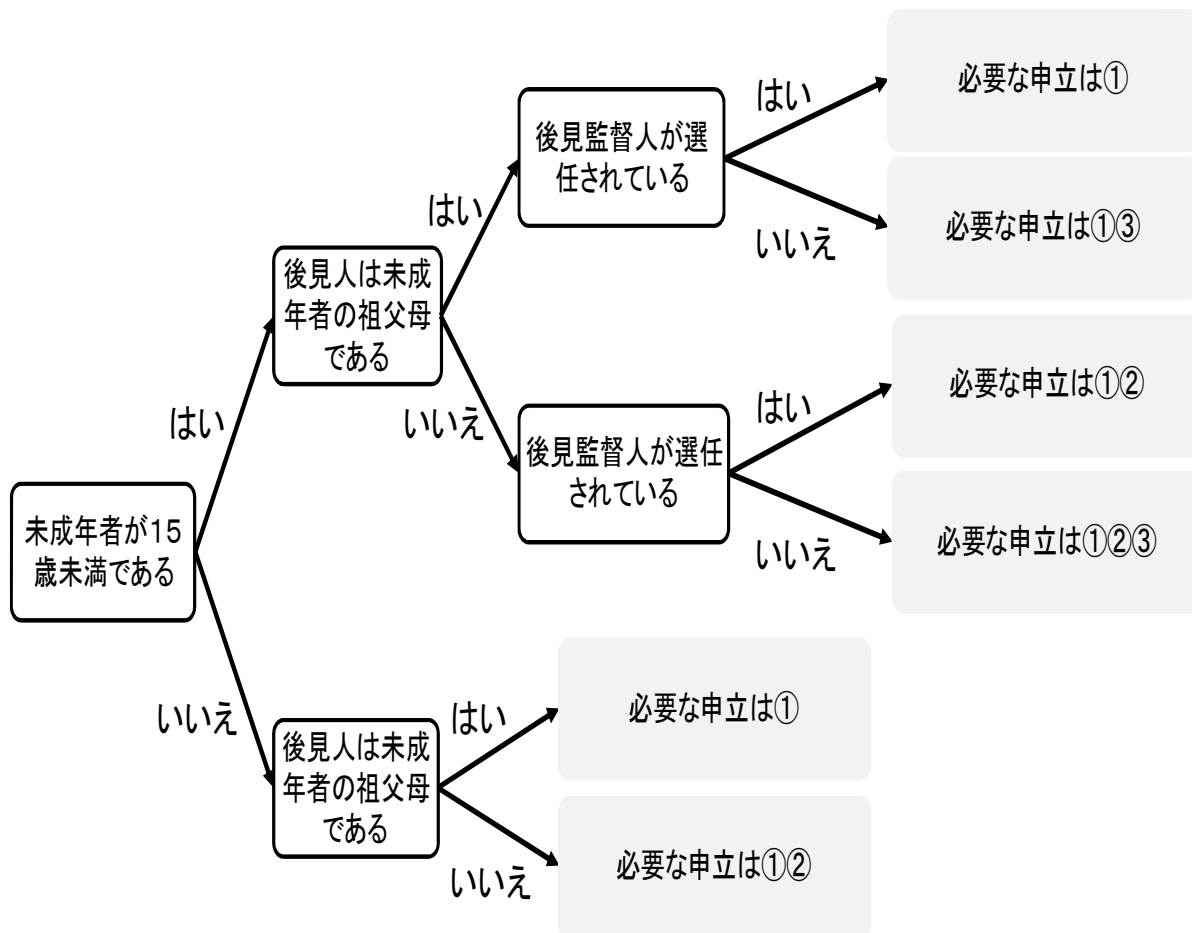 未成年者が15
歳未満である
はい
後見人は未成
年者の祖父母
である
はい
後見監督人が選
任されている
はい
必要な申立は①
いいえ
必要な申立は①③
いいえ
後見監督人が選任
されている
はい
必要な申立は①②
いいえ
必要な申立は①②③
いいえ
後見人は未成
年者の祖父母
である
はい
必要な申立は①
いいえ
必要な申立は①②